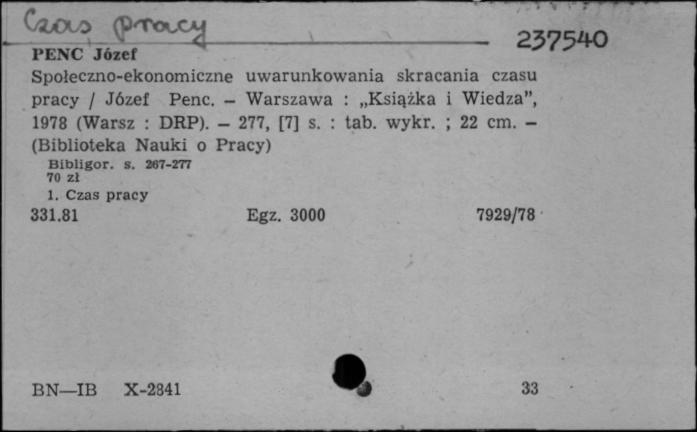 Czas pracy
237540
PENC Józef
Społeczno-ekonomiczne uwarunkowania skracania czasu
pracy / Józef Penc. — Warszawa : „Książka i Wiedza”,
1978 (Warsz : DRP). — 277, [7] s. : tab. wykr. ; 22 cm. —
(Biblioteka Nauki o Pracy)
Bibligor. s. 267-277
70 zł
1. Czas pracy
331.81 Egz. 3000 7929/78
BN—IB X-2841 33